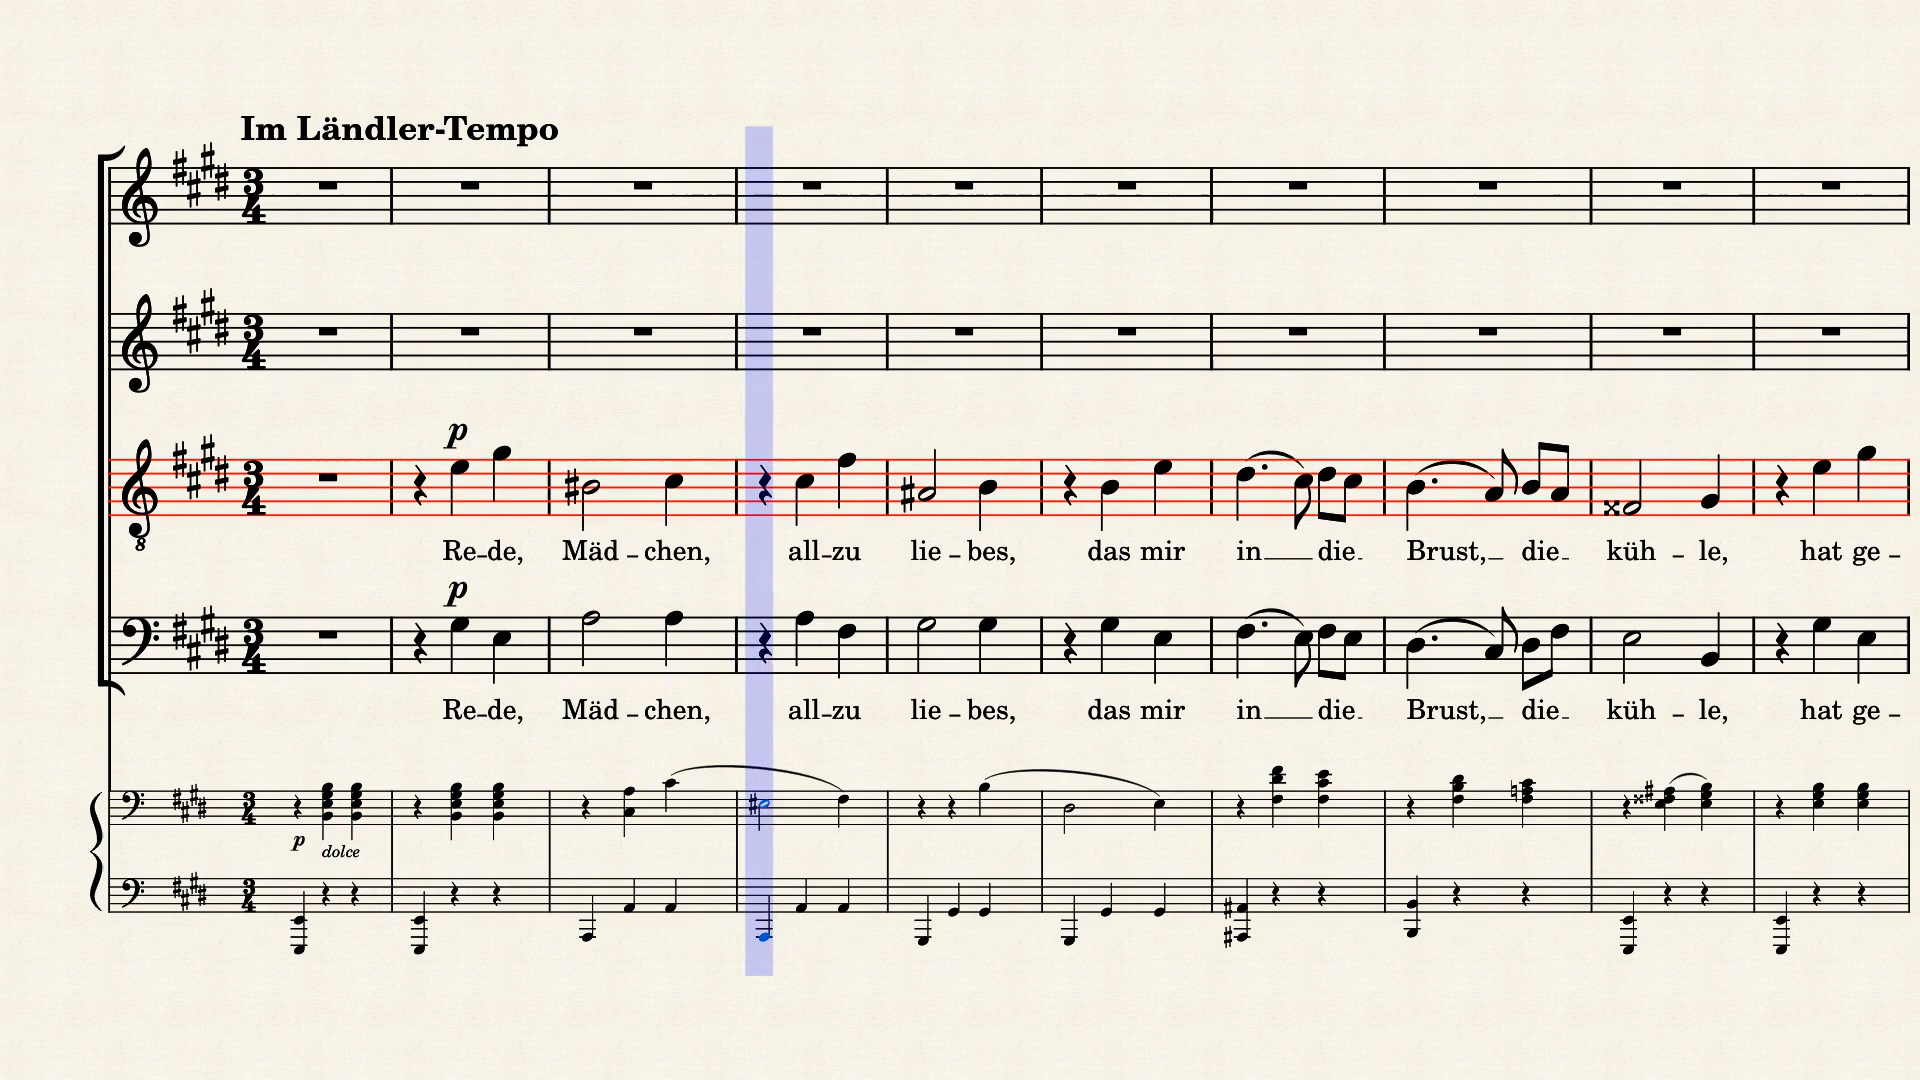 Im Ländler-Tempo
p
Re-de, Mäd-chen, all-zu lie-bes, das mir in die Brust, die küh-le, hat ge-
p
Re-de, Mäd-chen, all-zu lie-bes, das mir in die Brust, die küh-le, hat ge-
p
dolce